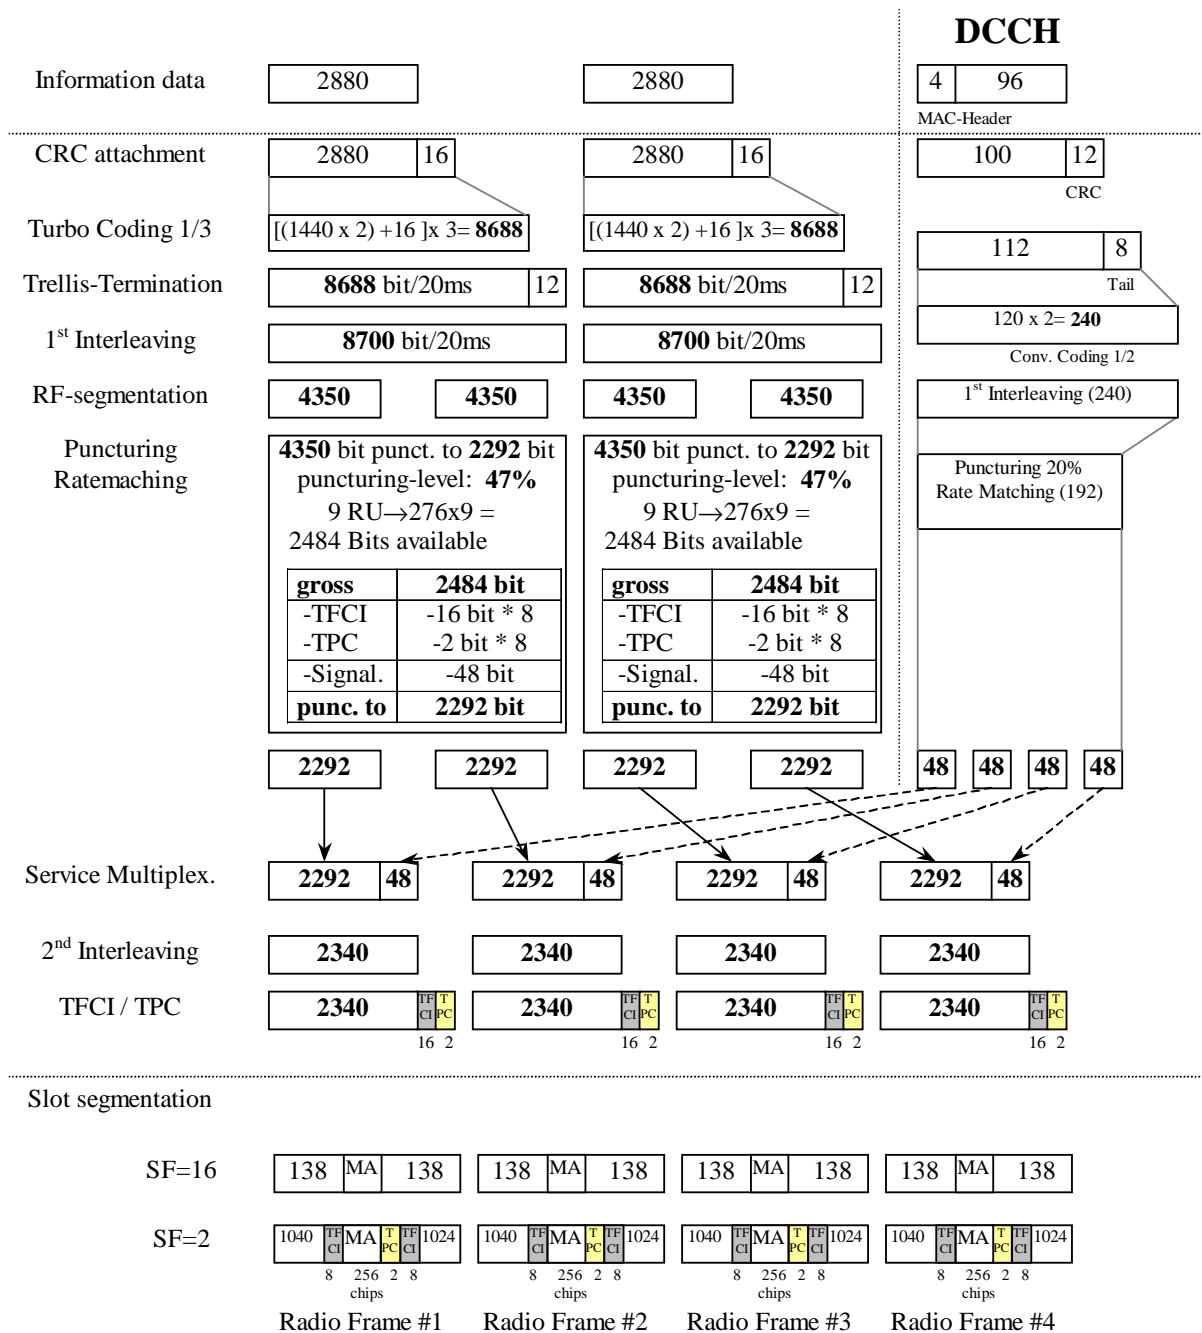 DCCH
Information data 2880 2880 4 96
MAC-Header
CRC attachment 2880 16 2880 16 100 12
CRC
Turbo Coding 1/3 [(1440 x 2) +16 ]x 3= 8688 [(1440 x 2) +16 ]x 3= 8688
112 8
Tail
Trellis-Termination 8688 bit/20ms 12 8688 bit/20ms 12
120 x 2= 240
Conv. Coding 1/2
1st Interleaving 8700 bit/20ms 8700 bit/20ms
RF-segmentation 4350 4350 4350 4350 1st Interleaving (240)
Puncturing
Ratemaching
4350 bit punct. to 2292 bit
puncturing-level: 47%
9 RU→276x9 =
2484 Bits available
gross 2484 bit
-TFCI -16 bit * 8
-TPC -2 bit * 8
-Signal. -48 bit
punc. to 2292 bit
4350 bit punct. to 2292 bit
puncturing-level: 47%
9 RU→276x9 =
2484 Bits available
gross 2484 bit
-TFCI -16 bit * 8
-TPC -2 bit * 8
-Signal. -48 bit
punc. to 2292 bit
Puncturing 20%
Rate Matching (192)
2292 2292 2292 2292 48 48 48 48
Service Multiplex. 2292 48 2292 48 2292 48 2292 48
2nd Interleaving 2340 2340 2340 2340
TFCI / TPC 2340 TF CI T PC 2340 TF CI T PC 2340 TF CI T PC 2340 TF CI T PC
16 2 16 2 16 2 16 2
Slot segmentation
SF=16 138 MA 138 138 MA 138 138 MA 138 138 MA 138
SF=2 1040 TF CI MA T PC TF CI 1024 1040 TF CI MA T PC TF CI 1024 1040 TF CI MA T PC TF CI 1024 1040 TF CI MA T PC TF CI 1024
8 256 2 8 8 256 2 8 8 256 2 8 8 256 2 8
chips chips chips chips
Radio Frame #1 Radio Frame #2 Radio Frame #3 Radio Frame #4